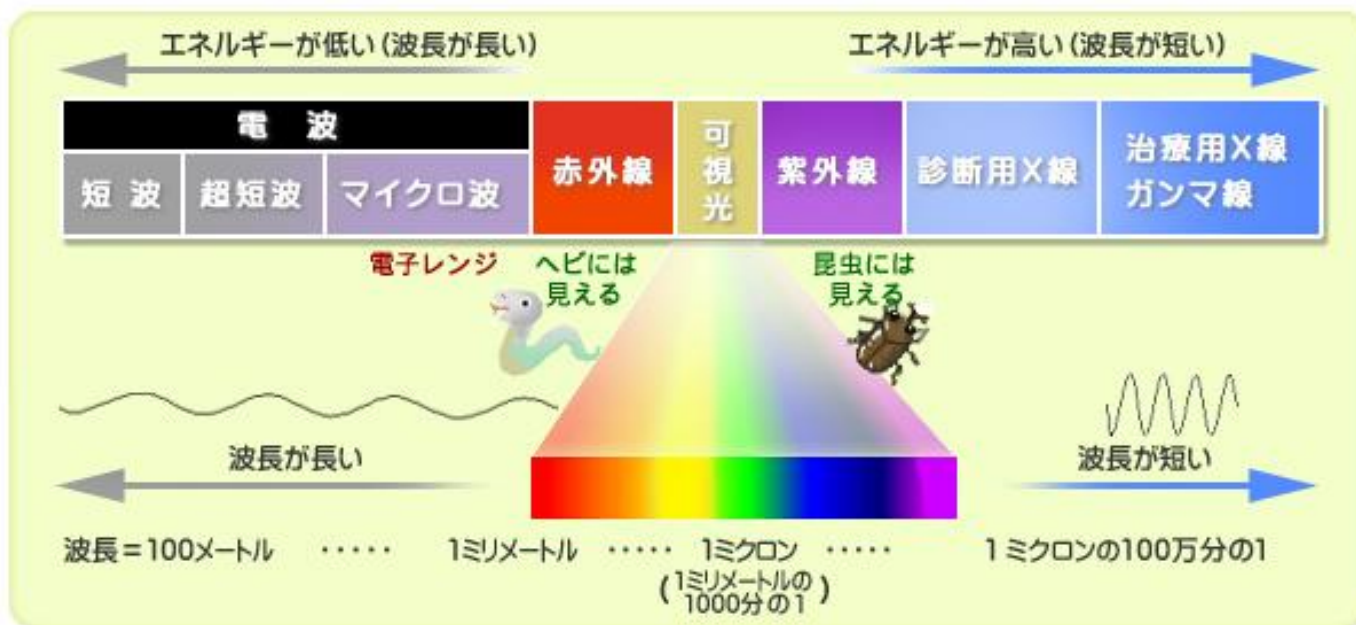 エネルギーが低い(波長が長い)
エネルギーが高い(波長が短い)
電 波
短 波
超短波
マイクロ波
赤外線
可視光
紫外線
診断用X線
治療用X線
ガンマ線
電子レンジ
ヘビには
見える
昆虫には
見える
波長が長い
波長が短い
波長=100メートル ····· 1ミリメートル ····· 1ミクロン ····· 1ミクロンの100万分の1
(1ミリメートルの
1000分の1)